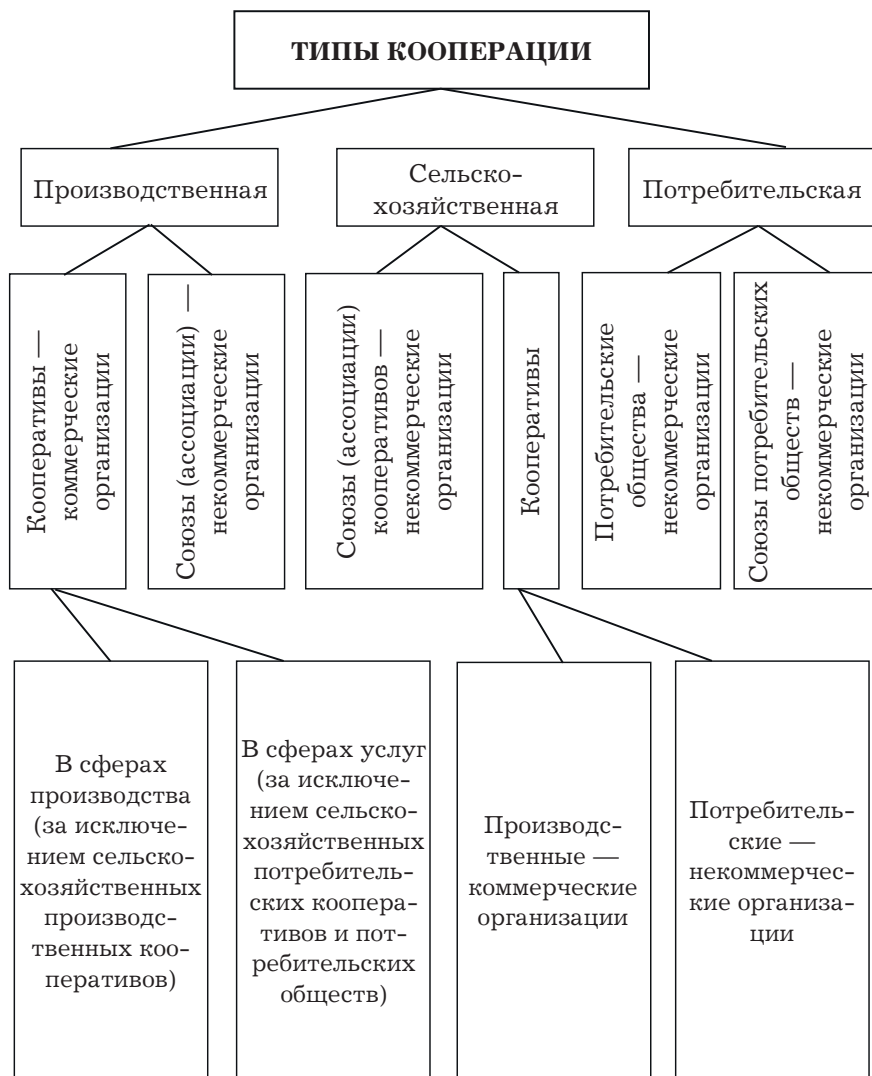 ТИПЫ КООПЕРАЦИИ
Производственная
Сельско-
хозяйственная
Потребительская
Кооперативы —
коммерческие
организации
Союзы (ассоциации) —
некоммерческие
организации
Союзы (ассоциации)
кооперативов —
некоммерческие
организации
Кооперативы
Потребительские
общества —
некоммерческие
организации
Союзы потребительских
обществ —
некоммерческие
организации
В сферах
производства
(за исключе-
нием сельско-
хозяйственных
производс-
твенных коо-
перативов)
В сферах услуг
(за исключе-
нием сельско-
хозяйственных
потребитель-
ских коопера-
тивов и пот-
ребительских
обществ)
Производс-
твенные —
коммерческие
организации
Потребитель-
ские —
некоммерчес-
кие организа-
ции